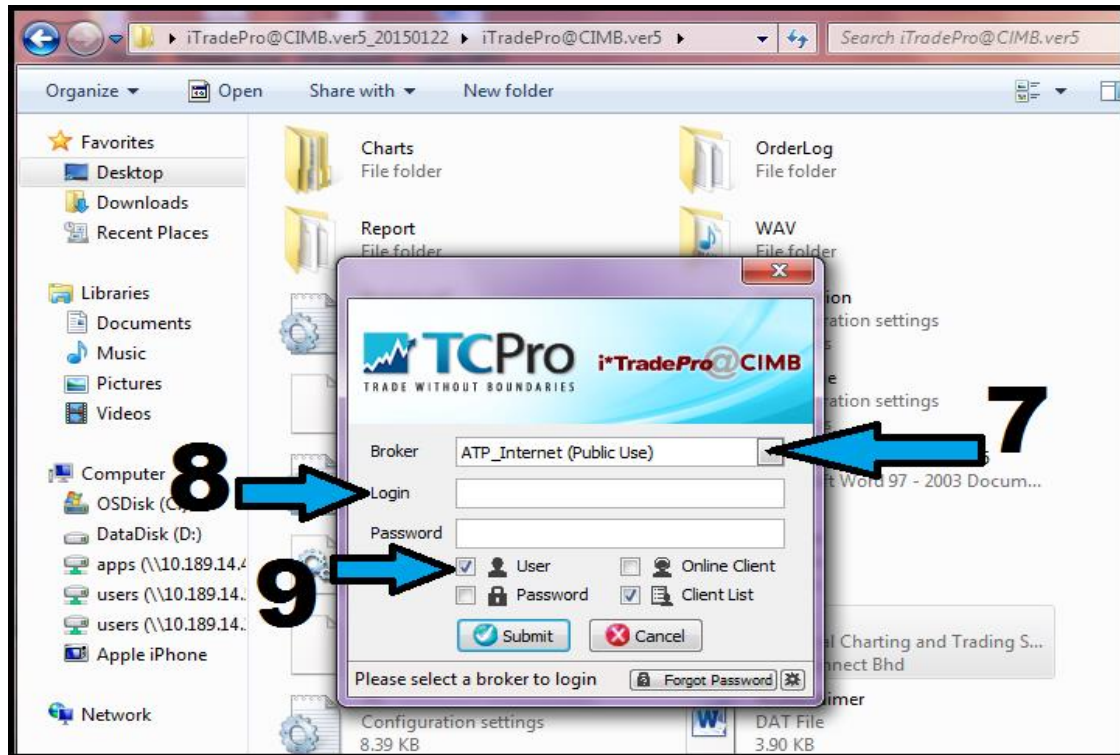 iTradePro@CIMB.ver5_20150122 iTradePro@CIMB.ver5 Search iTradePro@CIMB.ver5
Organize Open Share with New folder
Favorites
Desktop
Downloads
Recent Places
Libraries
Documents
Music
Pictures
Videos
Computer
OSDisk (C:)
DataDisk (D:)
apps (\\10.189.14.
users (\\10.189.14.
users (\\10.189.14.
Apple iPhone
Network
Charts
File folder
OrderLog
File folder
Report
File folder
WAV
File folder
ration settings
ration settings
Word 97 - 2003 Docum...
al Charting and Trading S...
nnect Bhd
Configuration settings
8.39 KB
DAT File
3.90 KB
TCPro
TRADE WITHOUT BOUNDARIES
i*TradePro@CIMB
Broker ATP_Internet (Public Use)
7
8
Login
Password
9
User Online Client
Password Client List
Submit Cancel
Please select a broker to login Forgot Password